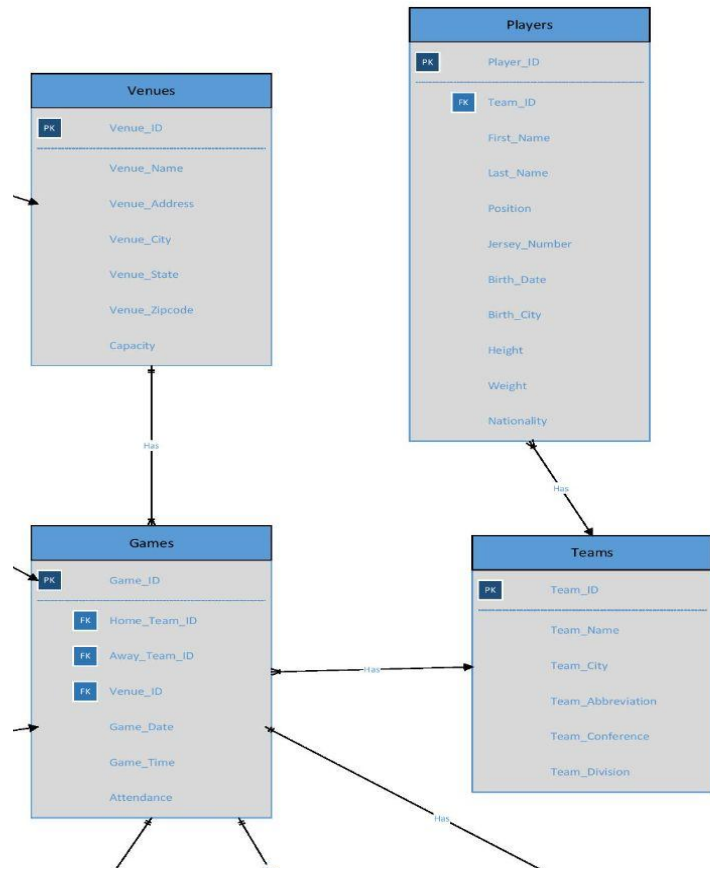 Players
PK Player_ID
FK Team_ID
First_Name
Last_Name
Position
Jersey_Number
Birth_Date
Birth_City
Height
Weight
Nationality
Venues
PK Venue_ID
Venue_Name
Venue_Address
Venue_City
Venue_State
Venue_Zipcode
Capacity
Has
Has
Games
PK Game_ID
FK Home_Team_ID
FK Away_Team_ID
FK Venue_ID
Game_Date
Game_Time
Attendance
Has
Teams
PK Team_ID
Team_Name
Team_City
Team_Abbreviation
Team_Conference
Team_Division
Has